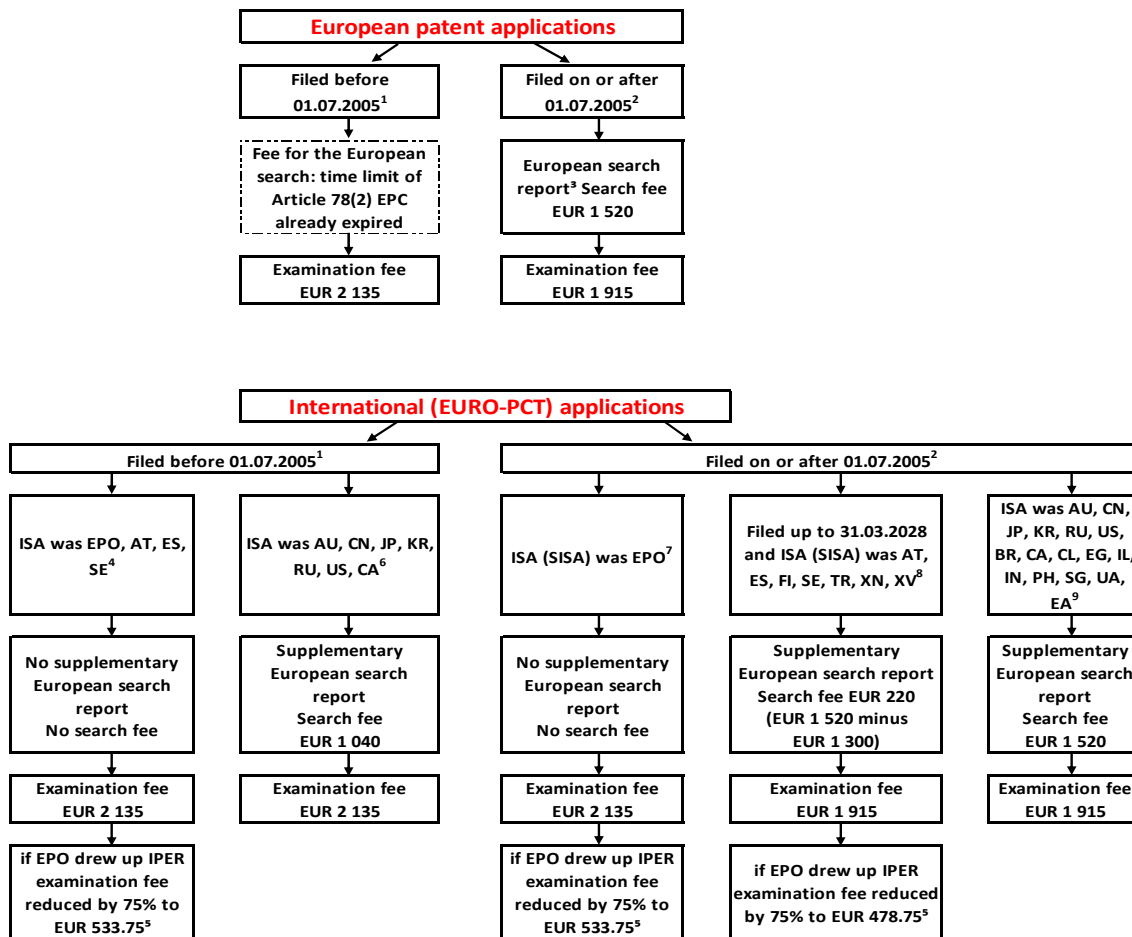 European patent applications
Filed before
01.07.2005¹
Filed on or after
01.07.2005²
Fee for the European
search: time limit of
Article 78(2) EPC
already expired
European search
report³ Search fee
EUR 1 520
Examination fee
EUR 2 135
Examination fee
EUR 1 915
International (EURO-PCT) applications
Filed before 01.07.2005¹
Filed on or after 01.07.2005²
ISA was EPO, AT, ES,
SE⁴
ISA was AU, CN, JP, KR,
RU, US, CA⁶
ISA (SISA) was EPO⁷
Filed up to 31.03.2028
and ISA (SISA) was AT,
ES, FI, SE, TR, XN, XV⁸
ISA was AU, CN,
JP, KR, RU, US,
BR, CA, CL, EG, IL,
IN, PH, SG, UA,
EA⁹
No supplementary
European search
report
No search fee
Supplementary
European search
report
Search fee
EUR 1 040
No supplementary
European search
report
No search fee
Supplementary
European search report
Search fee EUR 220
(EUR 1 520 minus
EUR 1 300)
Supplementary
European search
report
Search fee
EUR 1 520
Examination fee
EUR 2 135
Examination fee
EUR 2 135
Examination fee
EUR 2 135
Examination fee
EUR 1 915
Examination fee
EUR 1 915
if EPO drew up IPER
examination fee
reduced by 75% to
EUR 533.75⁵
if EPO drew up IPER
examination fee
reduced by 75% to
EUR 533.75⁵
if EPO drew up IPER
examination fee reduced
by 75% to EUR 478.75⁵